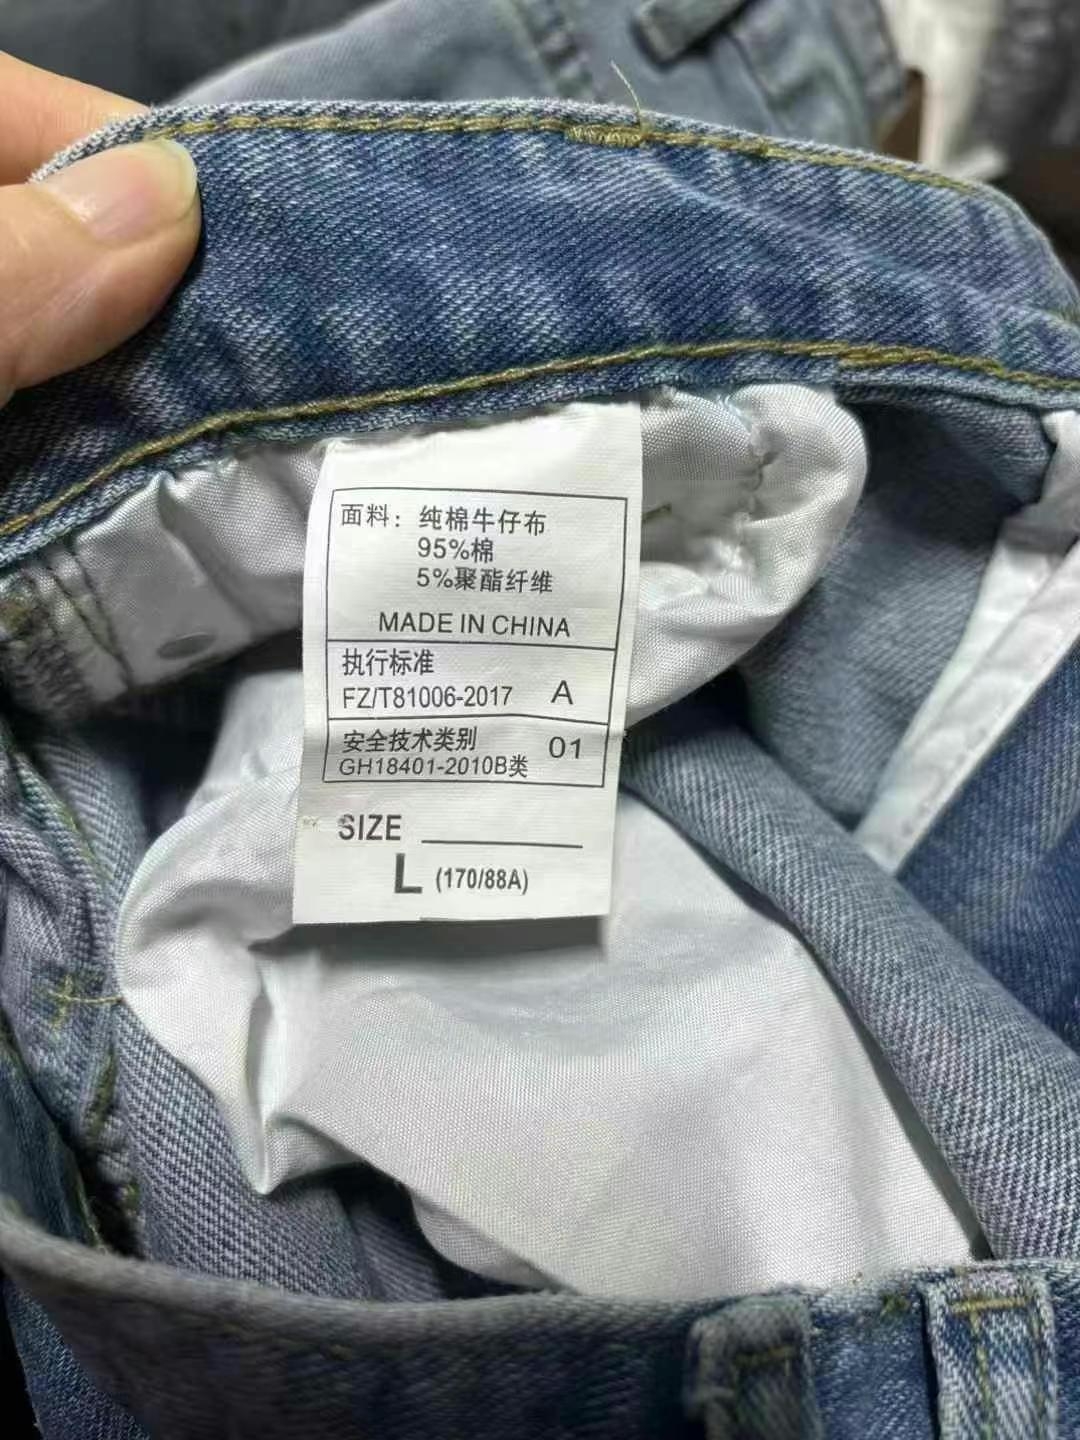 面料：纯棉牛仔布
95%棉
5%聚酯纤维
MADE IN CHINA
执行标准
FZ/T81006-2017 A
安全技术类别 01
GH18401-2010B类
SIZE
L (170/88A)